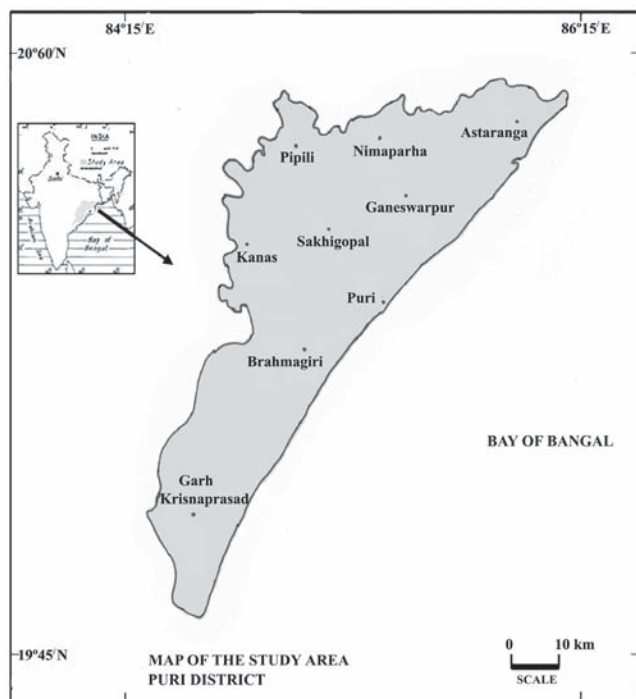 84°15/E
86°15/E
20°60/N
INDIA
Study Area
Delhi
Bay of
Bengal
Pipili
Nimaparha
Astaranga
Ganeswarpur
Sakhigopal
Kanas
Puri
Brahmagiri
BAY OF BANGAL
Garh
Krisnaprasad
19°45/N
MAP OF THE STUDY AREA
PURI DISTRICT
0 10 km
SCALE